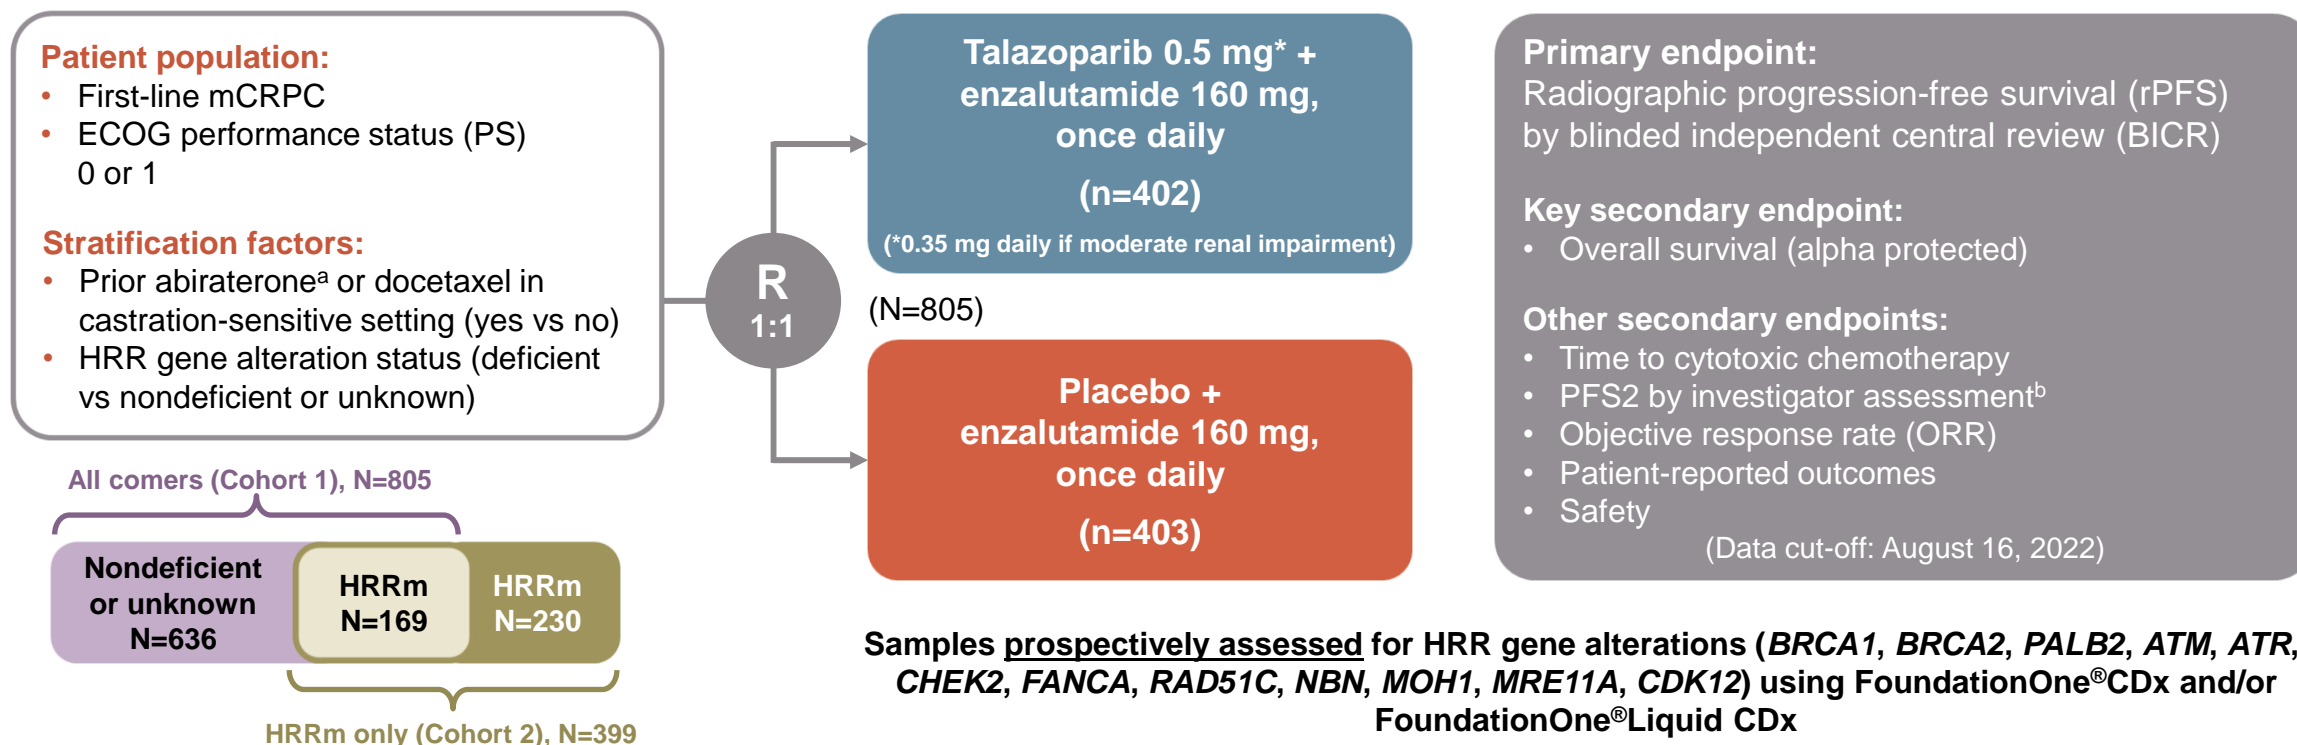 Patient population:
• First-line mCRPC
• ECOG performance status (PS)
0 or 1
Stratification factors:
• Prior abirateroneᵃ or docetaxel in
castration-sensitive setting (yes vs no)
• HRR gene alteration status (deficient
vs nondeficient or unknown)
All comers (Cohort 1), N=805
Nondeficient
or unknown
N=636
HRRm
N=169
HRRm
N=230
HRRm only (Cohort 2), N=399
R
1:1
Talazoparib 0.5 mg* +
enzalutamide 160 mg,
once daily
(n=402)
(*0.35 mg daily if moderate renal impairment)
(N=805)
Placebo +
enzalutamide 160 mg,
once daily
(n=403)
Primary endpoint:
Radiographic progression-free survival (rPFS)
by blinded independent central review (BICR)
Key secondary endpoint:
• Overall survival (alpha protected)
Other secondary endpoints:
• Time to cytotoxic chemotherapy
• PFS2 by investigator assessmentᵇ
• Objective response rate (ORR)
• Patient-reported outcomes
• Safety
(Data cut-off: August 16, 2022)
Samples prospectively assessed for HRR gene alterations (BRCA1, BRCA2, PALB2, ATM, ATR,
CHEK2, FANCA, RAD51C, NBN, MOH1, MRE11A, CDK12) using FoundationOne®CDx and/or
FoundationOne®Liquid CDx